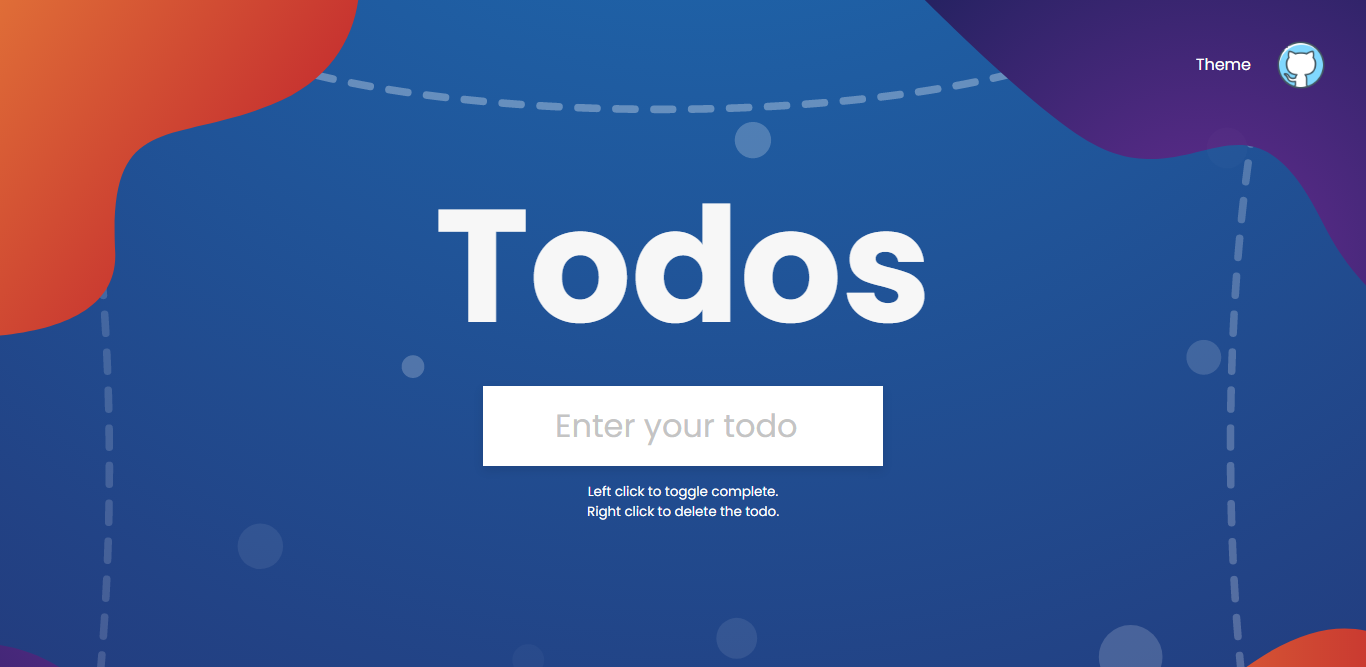 Theme
Todos
Enter your todo
Left click to toggle complete.
Right click to delete the todo.